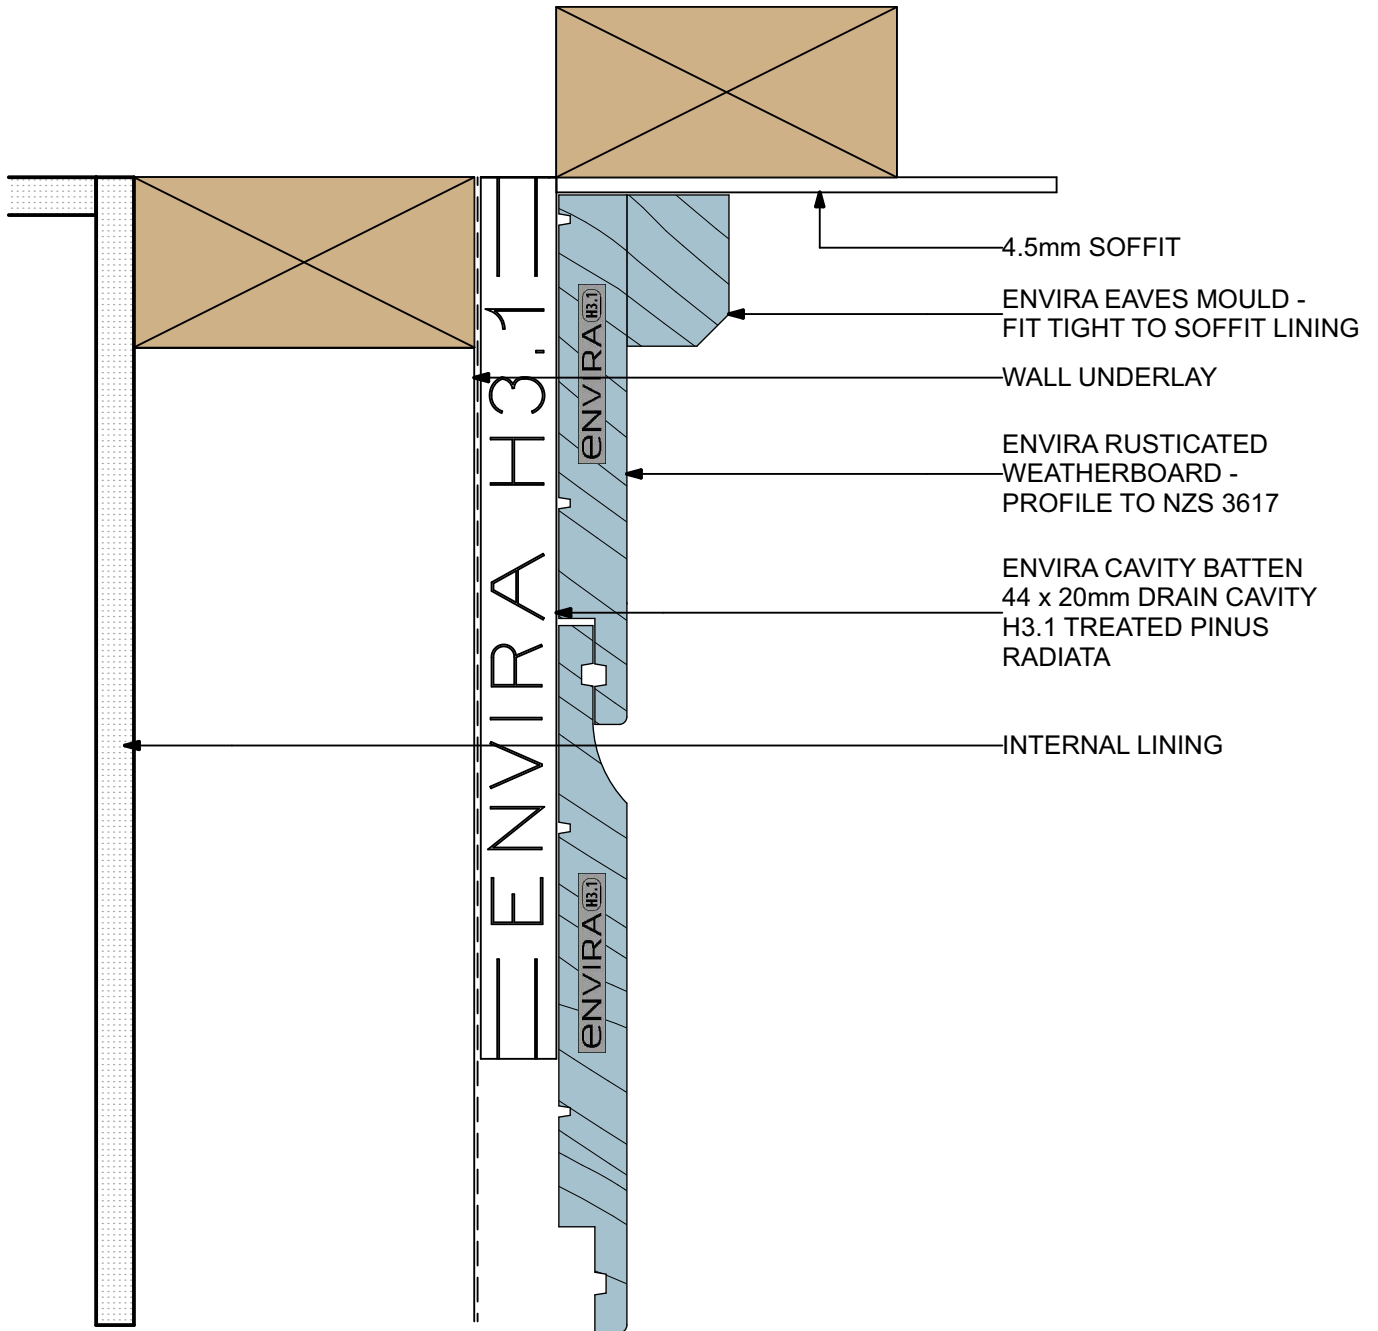 4.5mm SOFFIT
ENVIRA EAVES MOULD -
FIT TIGHT TO SOFFIT LINING
WALL UNDERLAY
ENVIRA RUSTICATED
WEATHERBOARD -
PROFILE TO NZS 3617
ENVIRA CAVITY BATTEN
44 x 20mm DRAIN CAVITY
H3.1 TREATED PINUS
RADIATA
INTERNAL LINING
ENVIRA H3.1
eNVIRA H3.1
eNVIRA H3.1